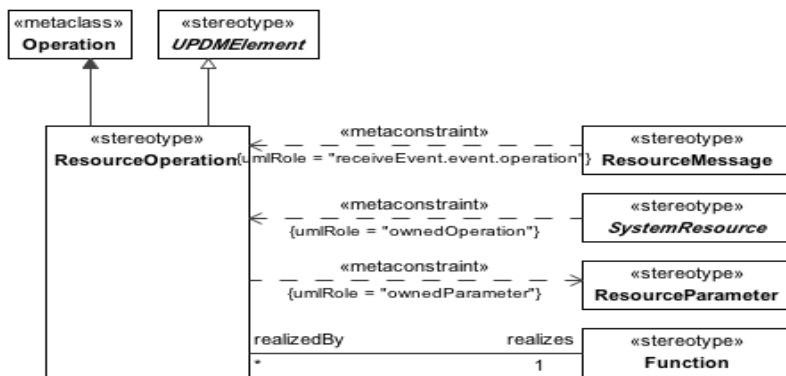 «metaclass»
Operation
«stereotype»
UPDMElement
«stereotype»
ResourceOperation
«metaconstraint»
{umlRole = "receiveEvent.event.operation"}
«stereotype»
ResourceMessage
«metaconstraint»
{umlRole = "ownedOperation"}
«stereotype»
SystemResource
«metaconstraint»
{umlRole = "ownedParameter"}
«stereotype»
ResourceParameter
realizedBy
realizes
*
1
«stereotype»
Function